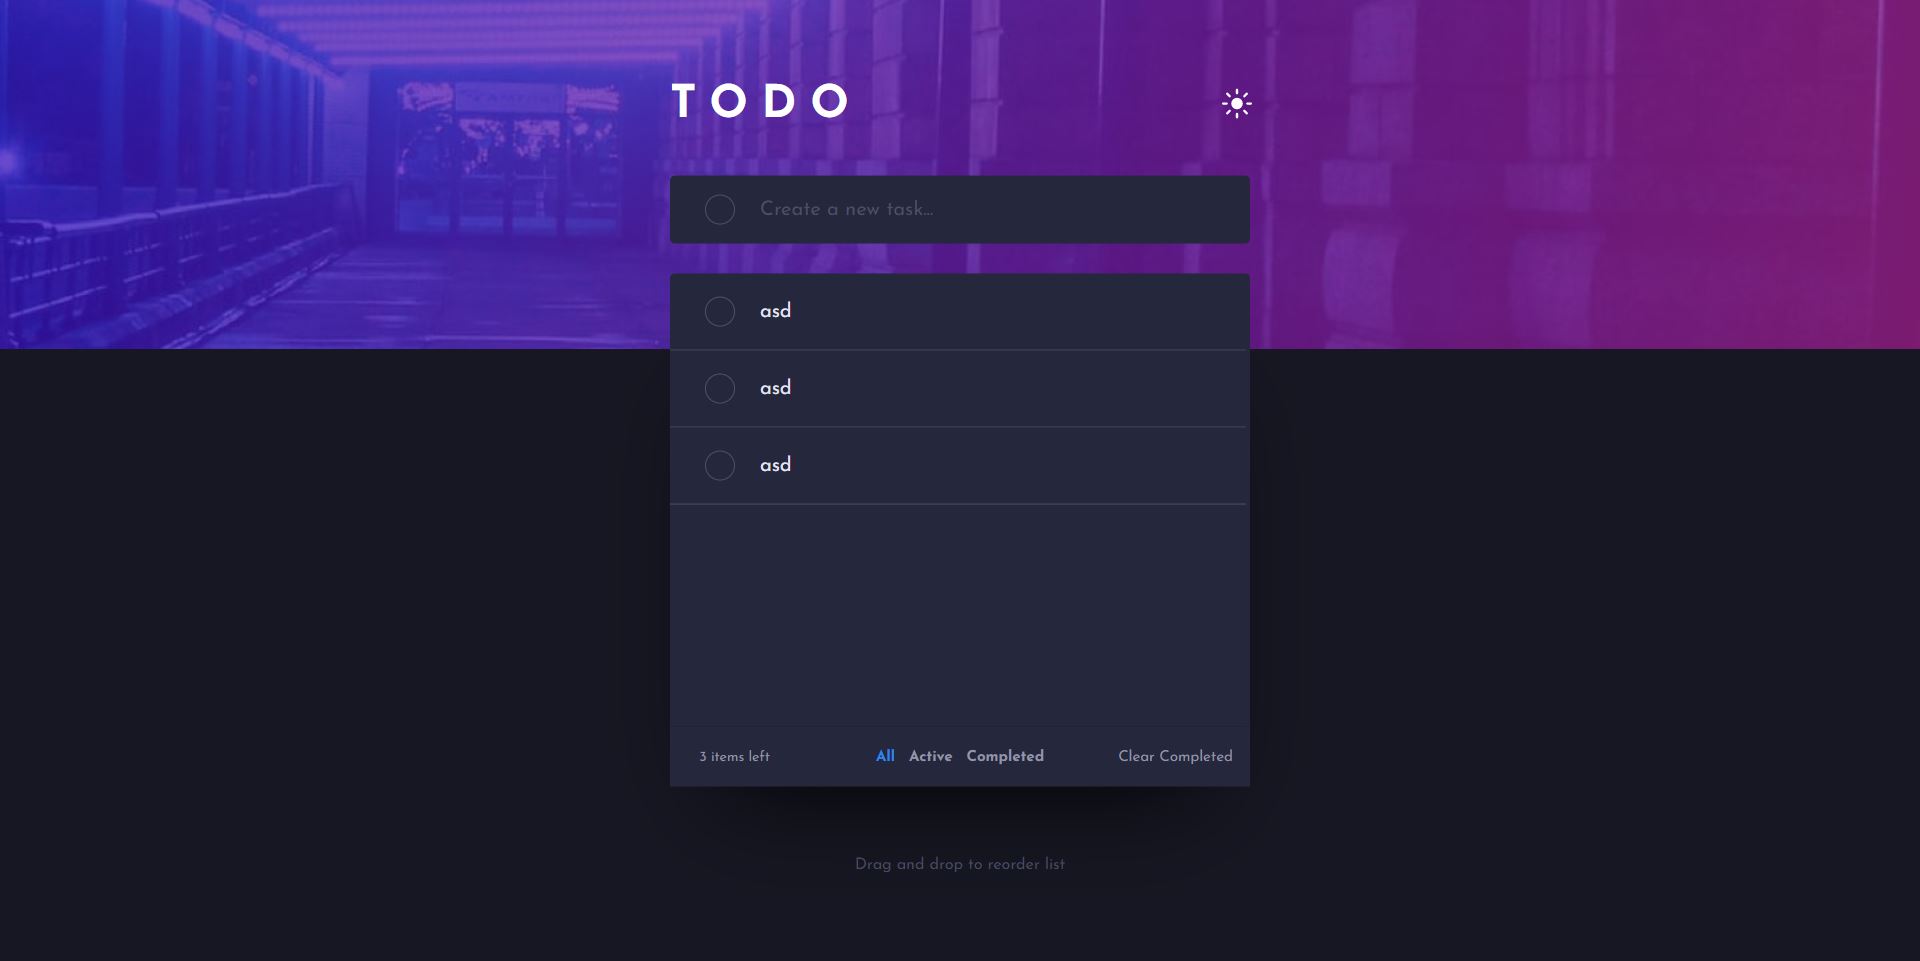 TODO
Create a new task...
asd
asd
asd
3 items left
All Active Completed
Clear Completed
Drag and drop to reorder list